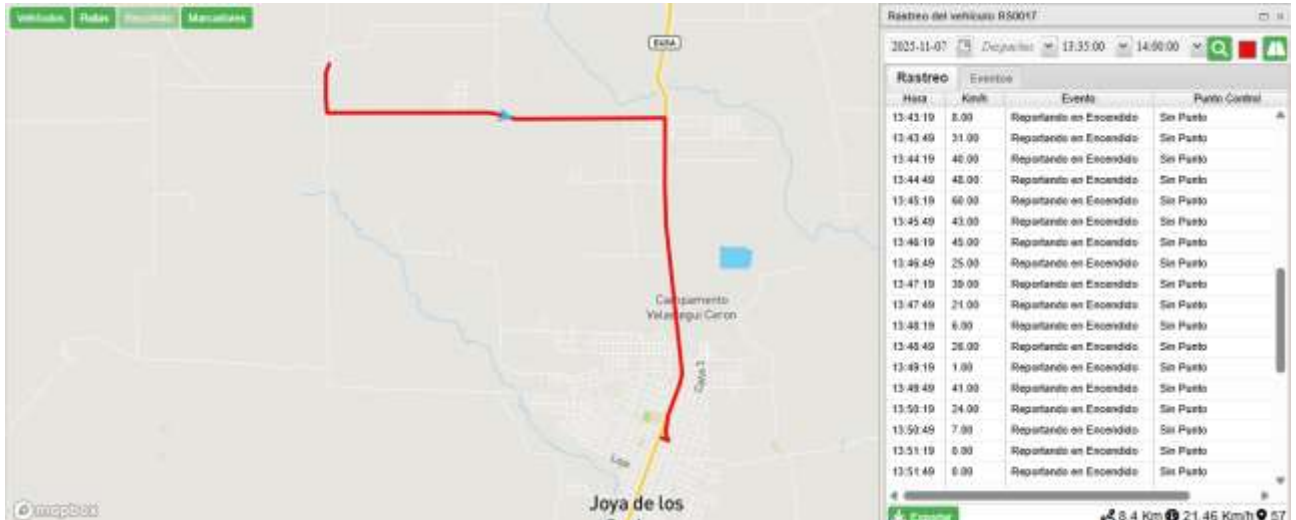 Vehículos Rutas Recorrido Marcadores
E45A
Campamento
Velastegui Ceron
Calle 3
Loja
Joya de los
mapbox
Rastreo del vehículo RS0017
2025-11-07 Despachos 13:35:00 14:00:00
Rastreo Eventos
Hora Km/h Evento Punto Control
13:43:19 8.00 Reportando en Encendido Sin Punto
13:43:49 31.00 Reportando en Encendido Sin Punto
13:44:19 40.00 Reportando en Encendido Sin Punto
13:44:49 48.00 Reportando en Encendido Sin Punto
13:45:19 60.00 Reportando en Encendido Sin Punto
13:45:49 43.00 Reportando en Encendido Sin Punto
13:46:19 45.00 Reportando en Encendido Sin Punto
13:46:49 25.00 Reportando en Encendido Sin Punto
13:47:19 39.00 Reportando en Encendido Sin Punto
13:47:49 21.00 Reportando en Encendido Sin Punto
13:48:19 6.00 Reportando en Encendido Sin Punto
13:48:49 26.00 Reportando en Encendido Sin Punto
13:49:19 1.00 Reportando en Encendido Sin Punto
13:49:49 41.00 Reportando en Encendido Sin Punto
13:50:19 24.00 Reportando en Encendido Sin Punto
13:50:49 7.00 Reportando en Encendido Sin Punto
13:51:19 0.00 Reportando en Encendido Sin Punto
13:51:49 0.00 Reportando en Encendido Sin Punto
Exportar 8.4 Km 21.46 Km/h 57